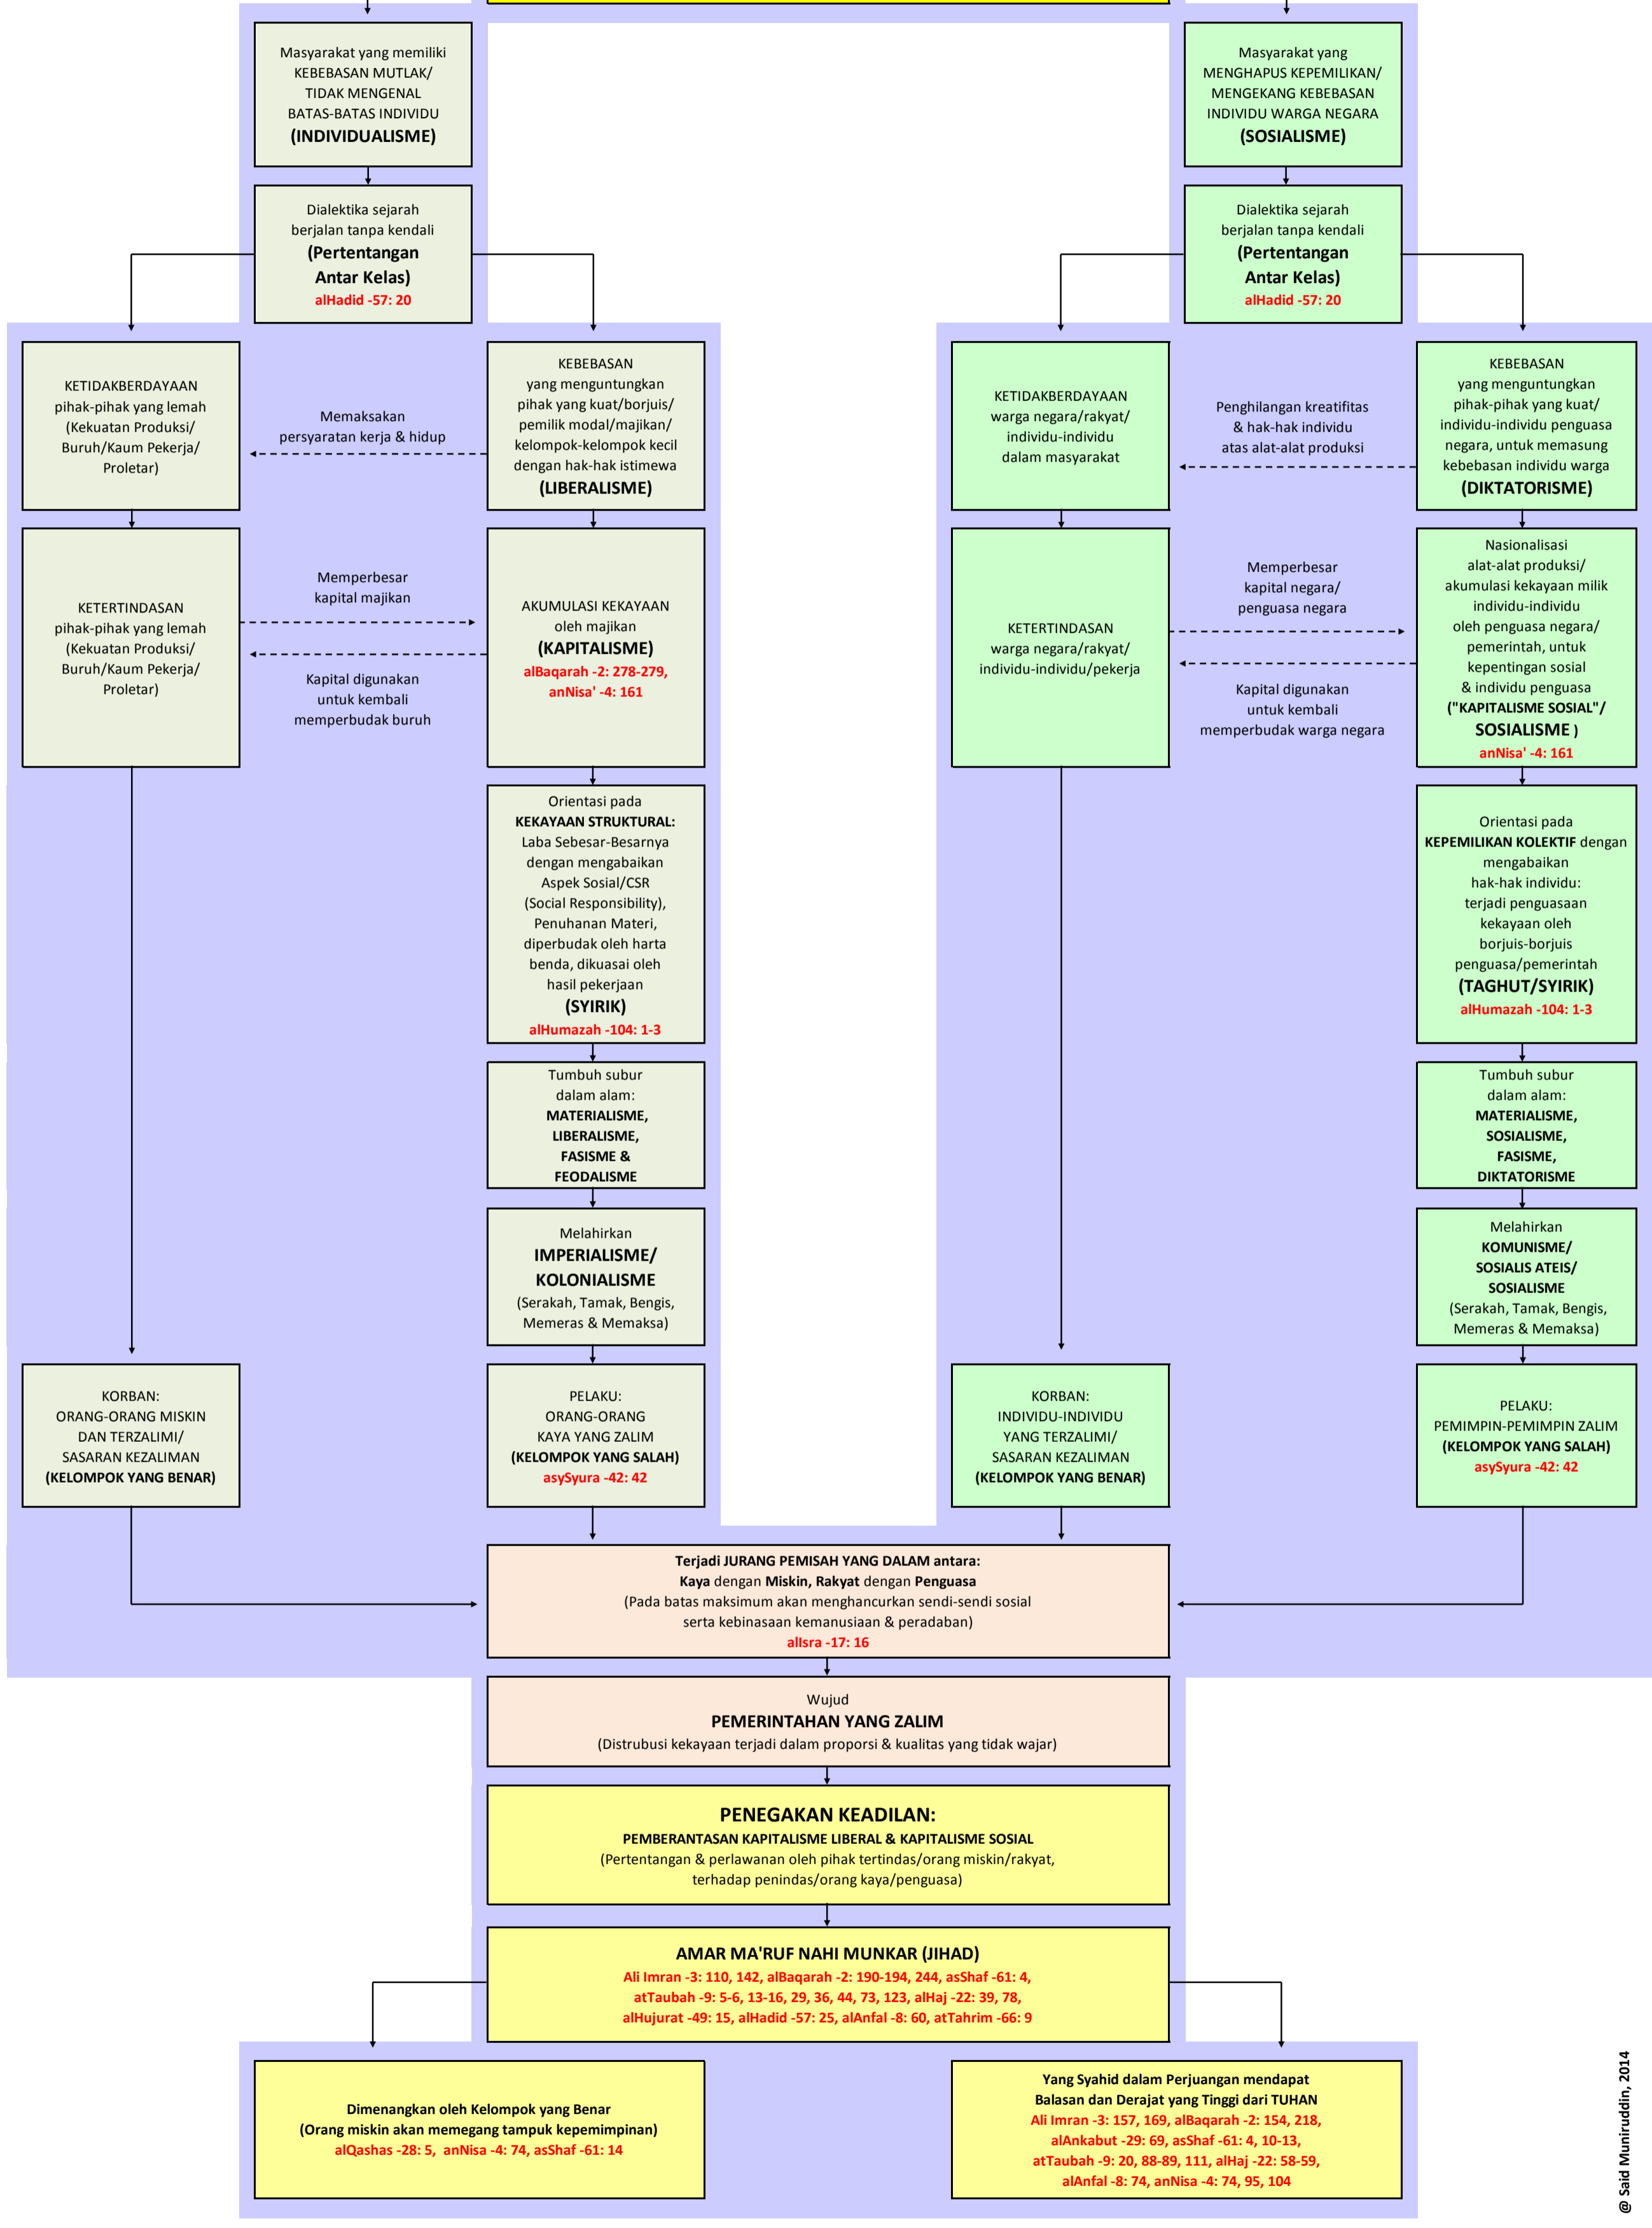 Masyarakat yang memiliki
KEBEBASAN MUTLAK/
TIDAK MENGENAL
BATAS-BATAS INDIVIDU
(INDIVIDUALISME)
Masyarakat yang
MENGHAPUS KEPEMILIKAN/
MENGEKANG KEBEBASAN
INDIVIDU WARGA NEGARA
(SOSIALISME)
Dialektika sejarah
berjalan tanpa kendali
(Pertentangan
Antar Kelas)
alHadid -57: 20
Dialektika sejarah
berjalan tanpa kendali
(Pertentangan
Antar Kelas)
alHadid -57: 20
KETIDAKBERDAYAAN
pihak-pihak yang lemah
(Kekuatan Produksi/
Buruh/Kaum Pekerja/
Proletar)
Memaksakan
persyaratan kerja & hidup
KEBEBASAN
yang menguntungkan
pihak yang kuat/borjuis/
pemilik modal/majikan/
kelompok-kelompok kecil
dengan hak-hak istimewa
(LIBERALISME)
KETIDAKBERDAYAAN
warga negara/rakyat/
individu-individu
dalam masyarakat
Penghilangan kreatifitas
& hak-hak individu
atas alat-alat produksi
KEBEBASAN
yang menguntungkan
pihak-pihak yang kuat/
individu-individu penguasa
negara, untuk memasung
kebebasan individu warga
(DIKTATORISME)
KETERTINDASAN
pihak-pihak yang lemah
(Kekuatan Produksi/
Buruh/Kaum Pekerja/
Proletar)
Memperbesar
kapital majikan
Kapital digunakan
untuk kembali
memperbudak buruh
AKUMULASI KEKAYAAN
oleh majikan
(KAPITALISME)
alBaqarah -2: 278-279,
anNisa' -4: 161
KETERTINDASAN
warga negara/rakyat/
individu-individu/pekerja
Memperbesar
kapital negara/
penguasa negara
Kapital digunakan
untuk kembali
memperbudak warga negara
Nasionalisasi
alat-alat produksi/
akumulasi kekayaan milik
individu-individu
oleh penguasa negara/
pemerintah, untuk
kepentingan sosial
& individu penguasa
("KAPITALISME SOSIAL"/
SOSIALISME )
anNisa' -4: 161
Orientasi pada
KEKAYAAN STRUKTURAL:
Laba Sebesar-Besarnya
dengan mengabaikan
Aspek Sosial/CSR
(Social Responsibility),
Penuhanan Materi,
diperbudak oleh harta
benda, dikuasai oleh
hasil pekerjaan
(SYIRIK)
alHumazah -104: 1-3
Orientasi pada
KEPEMILIKAN KOLEKTIF dengan
mengabaikan
hak-hak individu:
terjadi penguasaan
kekayaan oleh
borjuis-borjuis
penguasa/pemerintah
(TAGHUT/SYIRIK)
alHumazah -104: 1-3
Tumbuh subur
dalam alam:
MATERIALISME,
LIBERALISME,
FASISME &
FEODALISME
Tumbuh subur
dalam alam:
MATERIALISME,
SOSIALISME,
FASISME,
DIKTATORISME
Melahirkan
IMPERIALISME/
KOLONIALISME
(Serakah, Tamak, Bengis,
Memeras & Memaksa)
Melahirkan
KOMUNISME/
SOSIALIS ATEIS/
SOSIALISME
(Serakah, Tamak, Bengis,
Memeras & Memaksa)
KORBAN:
ORANG-ORANG MISKIN
DAN TERZALIMI/
SASARAN KEZALIMAN
(KELOMPOK YANG BENAR)
PELAKU:
ORANG-ORANG
KAYA YANG ZALIM
(KELOMPOK YANG SALAH)
asySyura -42: 42
KORBAN:
INDIVIDU-INDIVIDU
YANG TERZALIMI/
SASARAN KEZALIMAN
(KELOMPOK YANG BENAR)
PELAKU:
PEMIMPIN-PEMIMPIN ZALIM
(KELOMPOK YANG SALAH)
asySyura -42: 42
Terjadi JURANG PEMISAH YANG DALAM antara:
Kaya dengan Miskin, Rakyat dengan Penguasa
(Pada batas maksimum akan menghancurkan sendi-sendi sosial
serta kebinasaan kemanusiaan & peradaban)
alIsra -17: 16
Wujud
PEMERINTAHAN YANG ZALIM
(Distrubusi kekayaan terjadi dalam proporsi & kualitas yang tidak wajar)
PENEGAKAN KEADILAN:
PEMBERANTASAN KAPITALISME LIBERAL & KAPITALISME SOSIAL
(Pertentangan & perlawanan oleh pihak tertindas/orang miskin/rakyat,
terhadap penindas/orang kaya/penguasa)
AMAR MA'RUF NAHI MUNKAR (JIHAD)
Ali Imran -3: 110, 142, alBaqarah -2: 190-194, 244, asShaf -61: 4,
atTaubah -9: 5-6, 13-16, 29, 36, 44, 73, 123, alHaj -22: 39, 78,
alHujurat -49: 15, alHadid -57: 25, alAnfal -8: 60, atTahrim -66: 9
Dimenangkan oleh Kelompok yang Benar
(Orang miskin akan memegang tampuk kepemimpinan)
alQashas -28: 5, anNisa -4: 74, asShaf -61: 14
Yang Syahid dalam Perjuangan mendapat
Balasan dan Derajat yang Tinggi dari TUHAN
Ali Imran -3: 157, 169, alBaqarah -2: 154, 218,
alAnkabut -29: 69, asShaf -61: 4, 10-13,
atTaubah -9: 20, 88-89, 111, alHaj -22: 58-59,
alAnfal -8: 74, anNisa -4: 74, 95, 104
@ Said Muniruddin, 2014